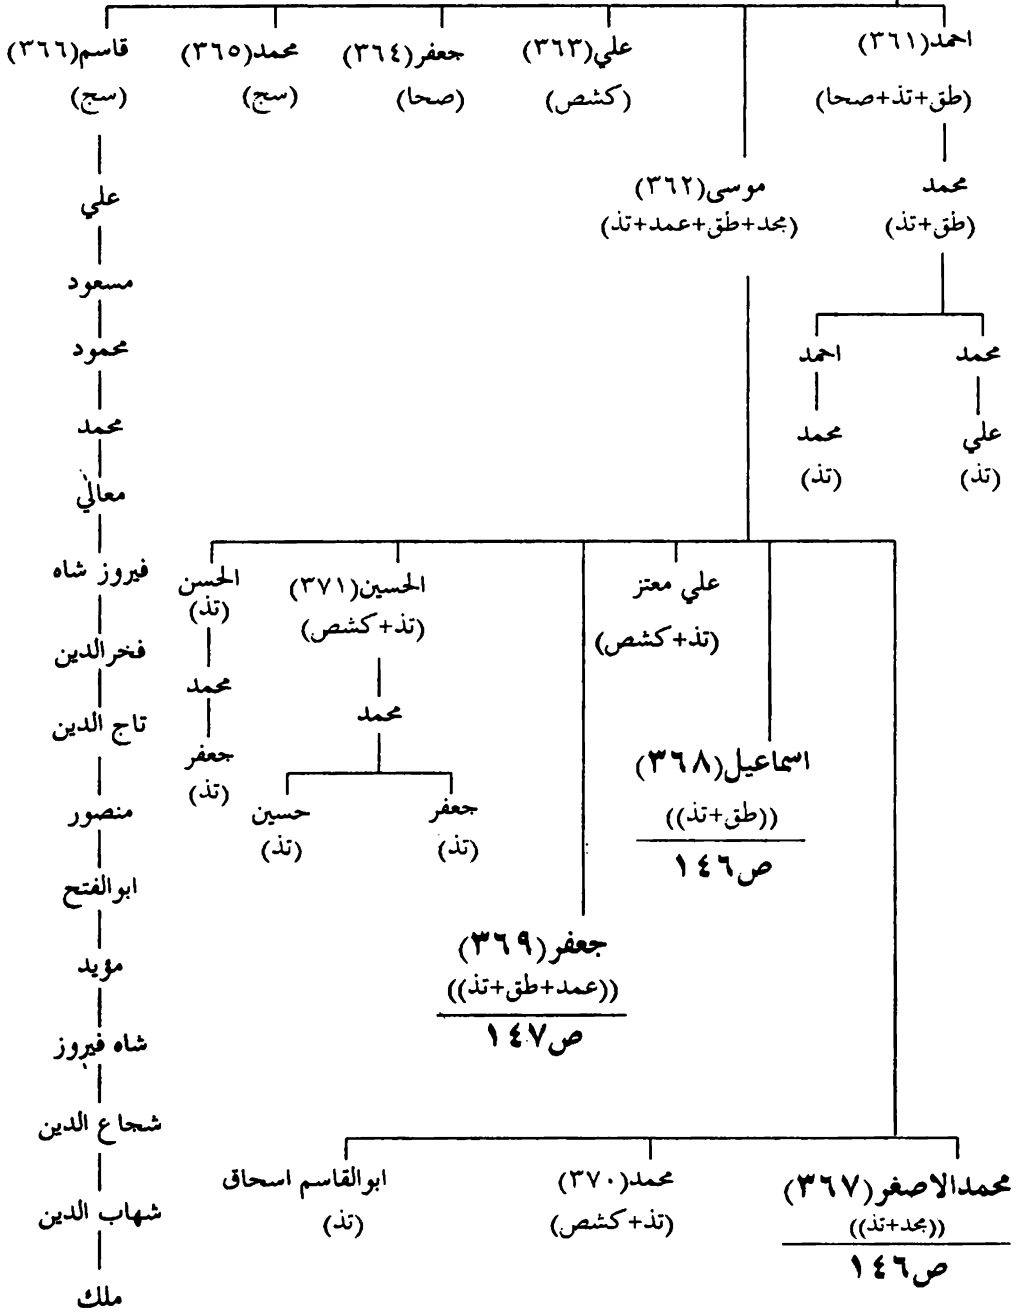 احمد(٣٦١)
علي(٣٦٣)
جعفر(٣٦٤)
محمد(٣٦٥)
قاسم(٣٦٦)
(طق+تذ+صحا)
(كشص)
(صحا)
(سج)
(سج)
محمد
(طق+تذ)
موسى(٣٦٢)
(مجد+طق+عمد+تذ)
علي
مسعود
محمد
احمد
محمود
علي
(تذ)
محمد
(تذ)
محمد
معالي
علي معتز
(تذ+كشص)
الحسين(٣٧١)
(تذ+كشص)
الحسن
(تذ)
فيروز شاه
فخرالدين
محمد
محمد
تاج الدين
اسماعيل(٣٦٨)
((طق+تذ))
ص١٤٦
جعفر
(تذ)
حسين
(تذ)
جعفر
(تذ)
منصور
ابوالفتح
جعفر(٣٦٩)
((عمد+طق+تذ))
ص١٤٧
مؤيد
شاه فيروز
شجاع الدين
محمدالاصغر(٣٦٧)
((مجد+تذ))
ص١٤٦
محمد(٣٧٠)
(تذ+كشص)
ابوالقاسم اسحاق
(تذ)
شهاب الدين
ملك